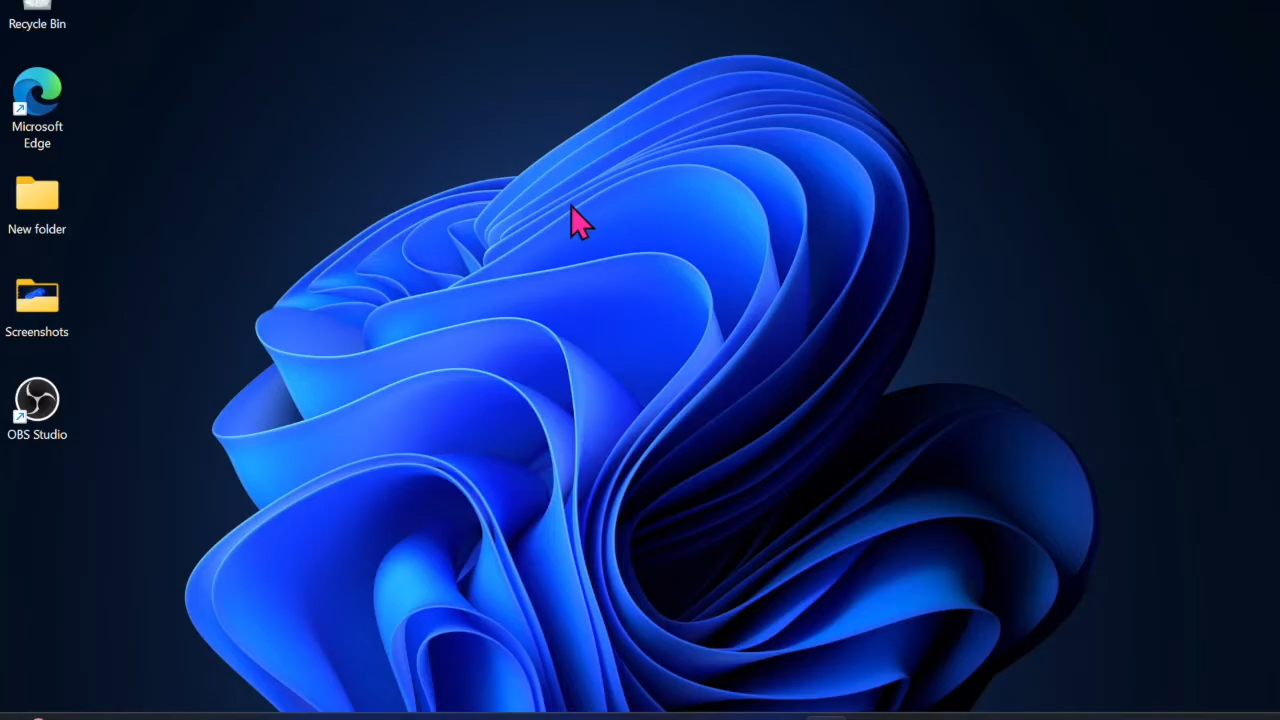 Recycle Bin
Microsoft
Edge
New folder
Screenshots
OBS Studio